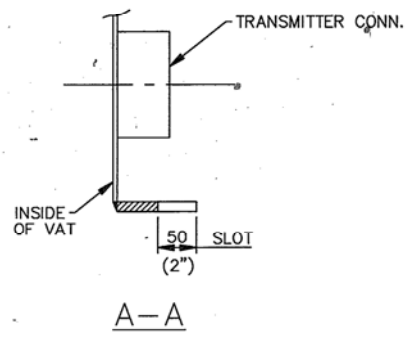 TRANSMITTER CONN.
INSIDE
OF VAT
50 SLOT
(2")
A-A